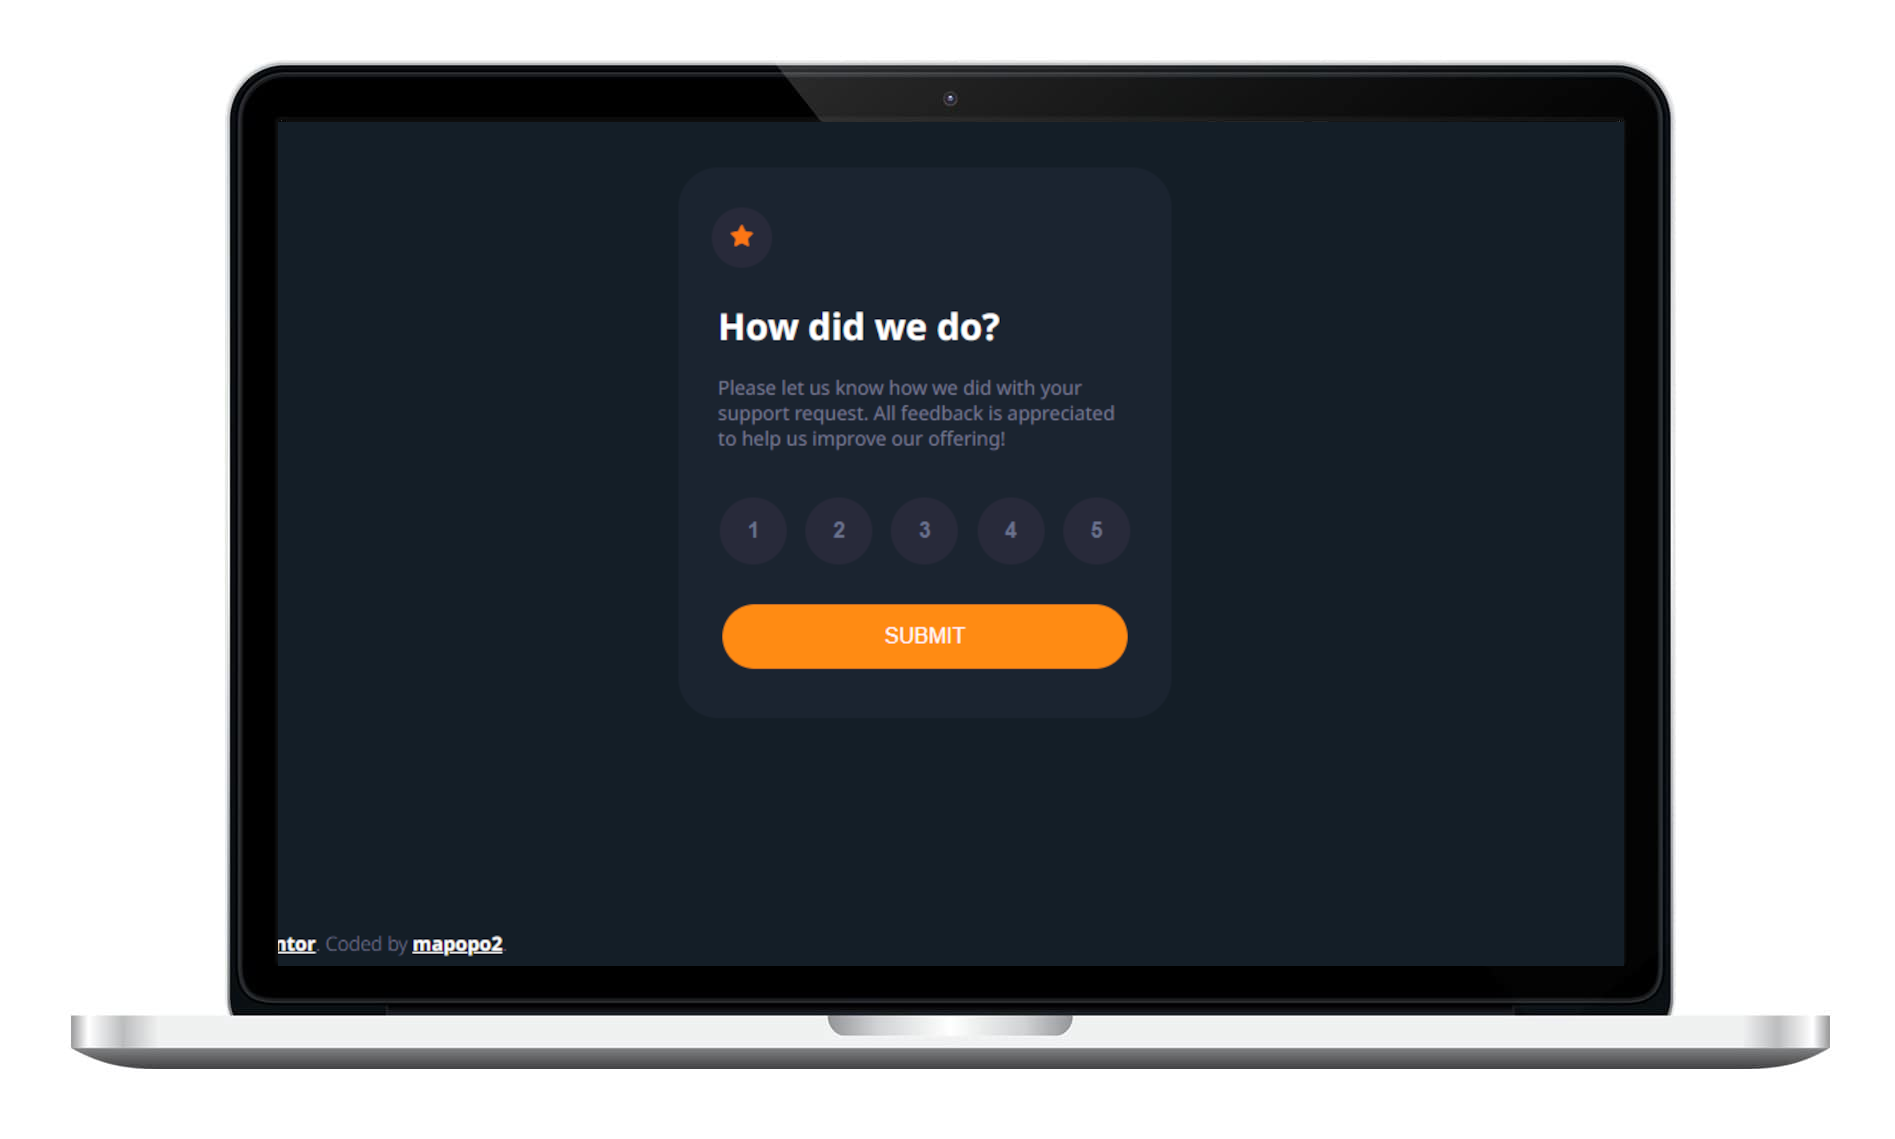 How did we do?
Please let us know how we did with your
support request. All feedback is appreciated
to help us improve our offering!
1 2 3 4 5
SUBMIT
ntor. Coded by mapopo2.